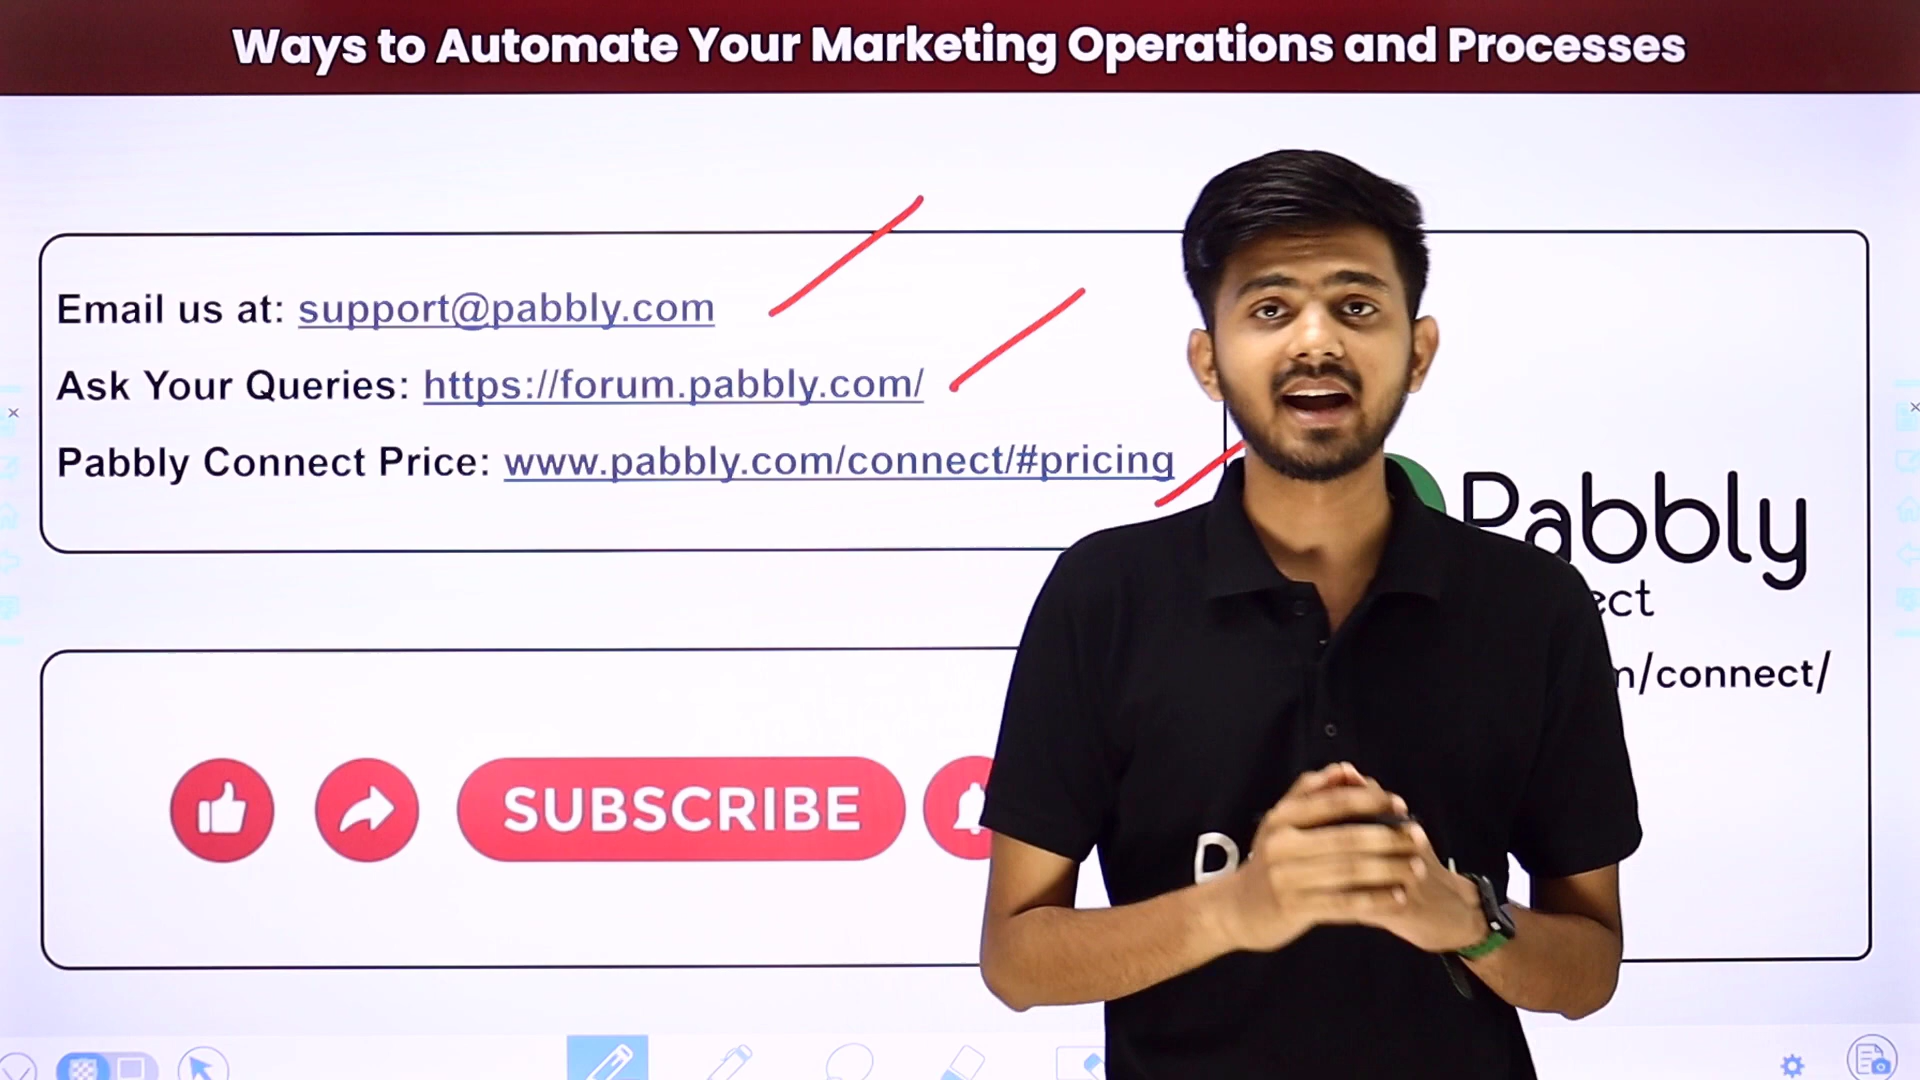 Ways to Automate Your Marketing Operations and Processes
Email us at: support@pabbly.com
Ask Your Queries: https://forum.pabbly.com/
Pabbly Connect Price: www.pabbly.com/connect/#pricing
Pabbly
/connect/
SUBSCRIBE